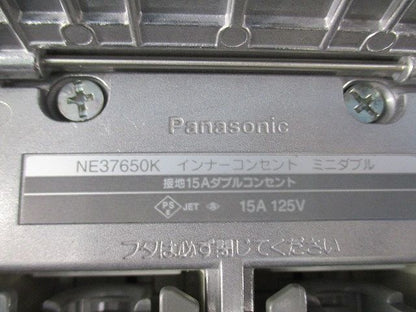 Panasonic
NE37650K インナーコンセント ミニダブル
接地15Aダブルコンセント
PS E JET S 15A 125V
フタは必ず閉じてください